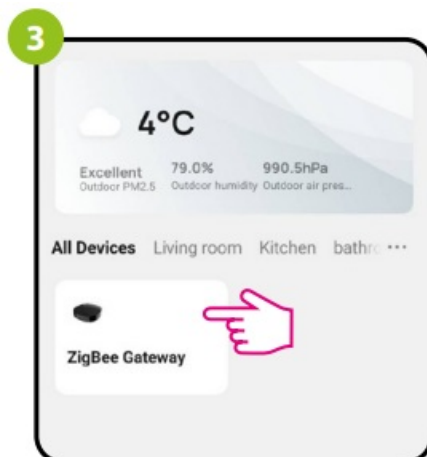 3
4°C
Excellent 79.0% 990.5hPa
Outdoor PM2.5 Outdoor humidity Outdoor air pres...
All Devices Living room Kitchen bathro ...
ZigBee Gateway